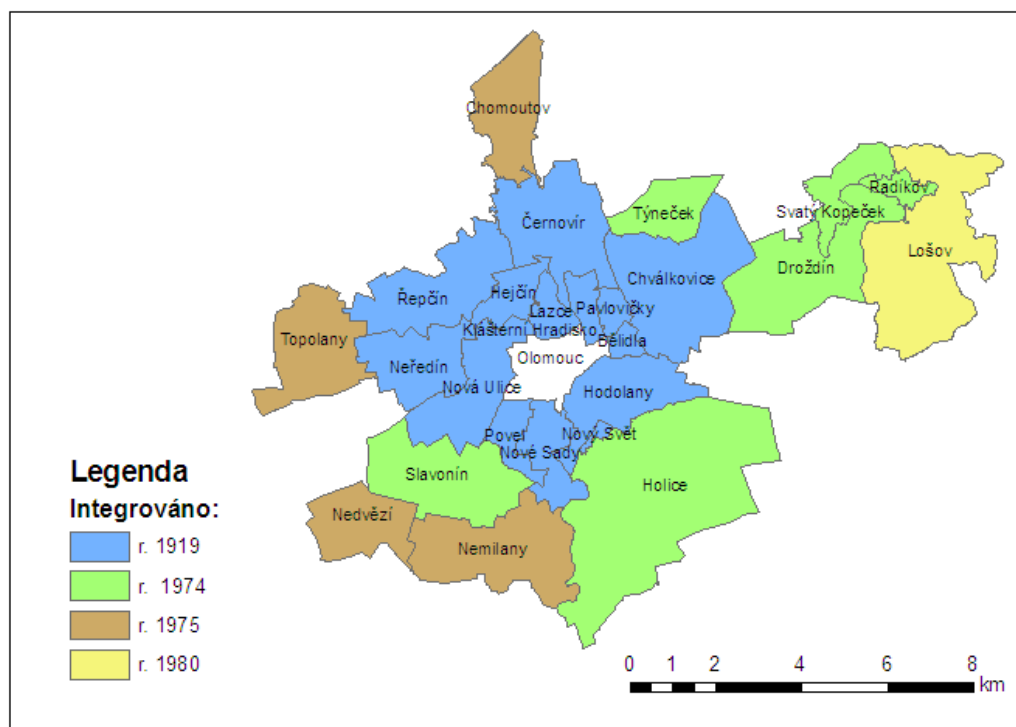 Chomoutov
Radíkov
Týneček
Svatý Kopeček
Černovír
Lošov
Droždín
Chválkovice
Hejčín
Řepčín
Pavlovičky
Lazce
Klášterní Hradisko
Topolany
Bělidla
Olomouc
Neředín
Nová Ulice
Hodolany
Povel
Nový Svět
Nové Sady
Slavonín
Holice
Nedvězí
Nemilany
Legenda
Integrováno:
r. 1919
r. 1974
r. 1975
r. 1980
0 1 2 4 6 8
km